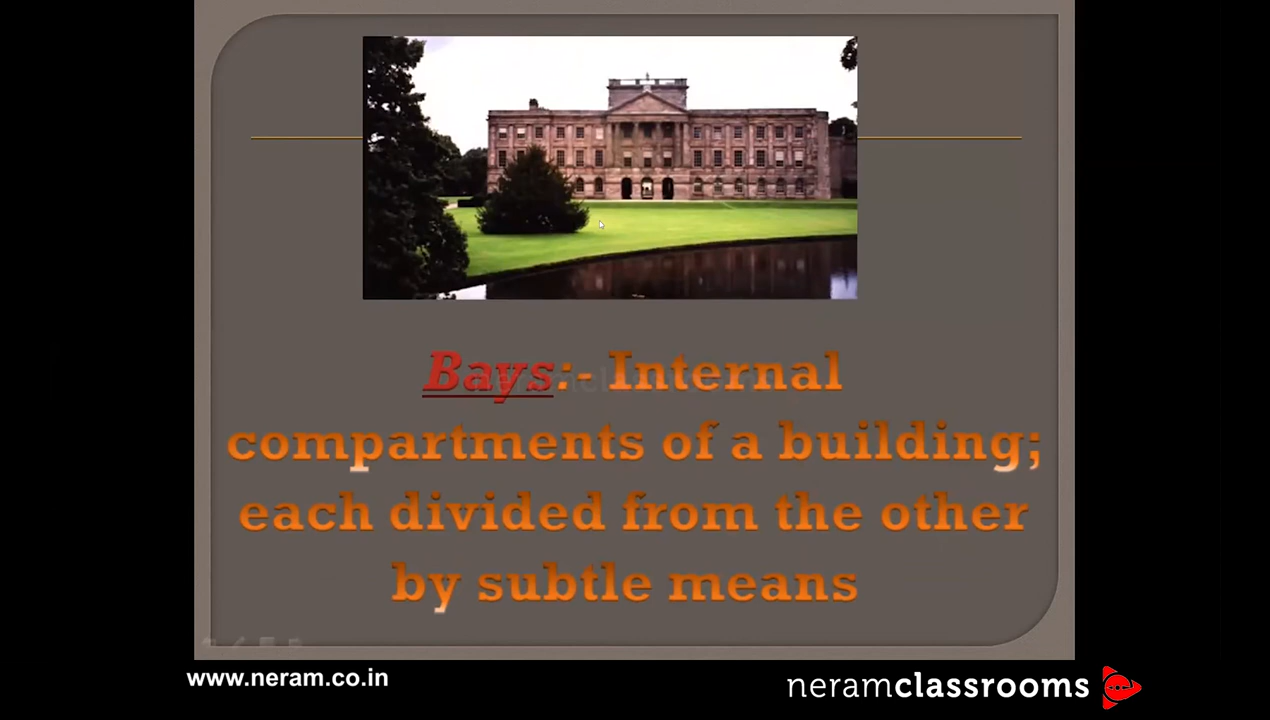 Bays:- Internal
compartments of a building;
each divided from the other
by subtle means
www.neram.co.in
neramclassrooms